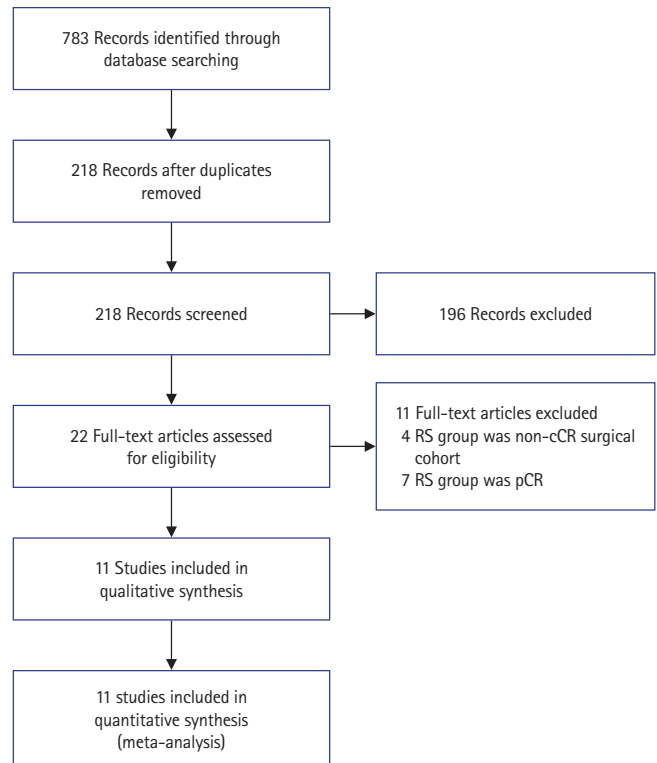 783 Records identified through
database searching
218 Records after duplicates
removed
218 Records screened
196 Records excluded
22 Full-text articles assessed
for eligibility
11 Full-text articles excluded
4 RS group was non-cCR surgical
cohort
7 RS group was pCR
11 Studies included in
qualitative synthesis
11 studies included in
quantitative synthesis
(meta-analysis)